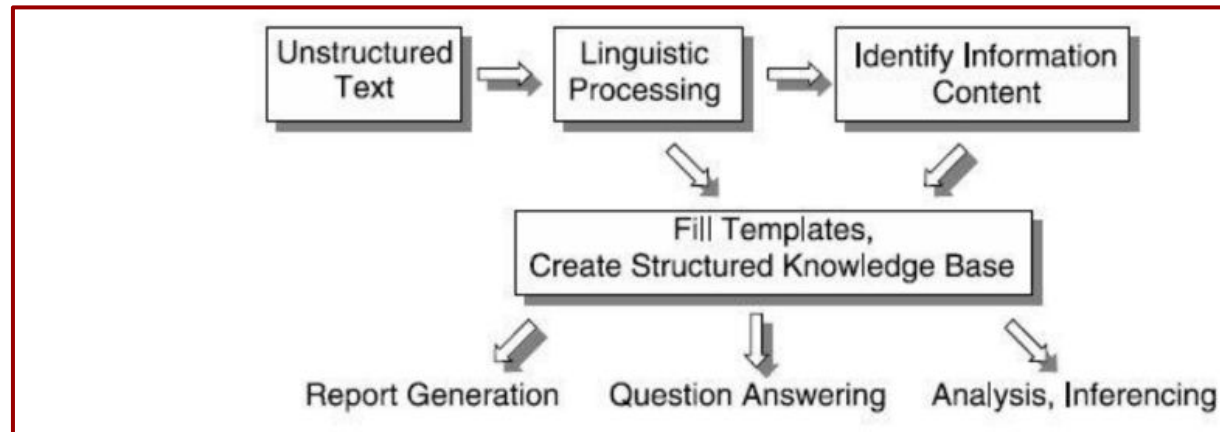 Unstructured
Text
Linguistic
Processing
Identify Information
Content
Fill Templates,
Create Structured Knowledge Base
Report Generation
Question Answering
Analysis, Inferencing